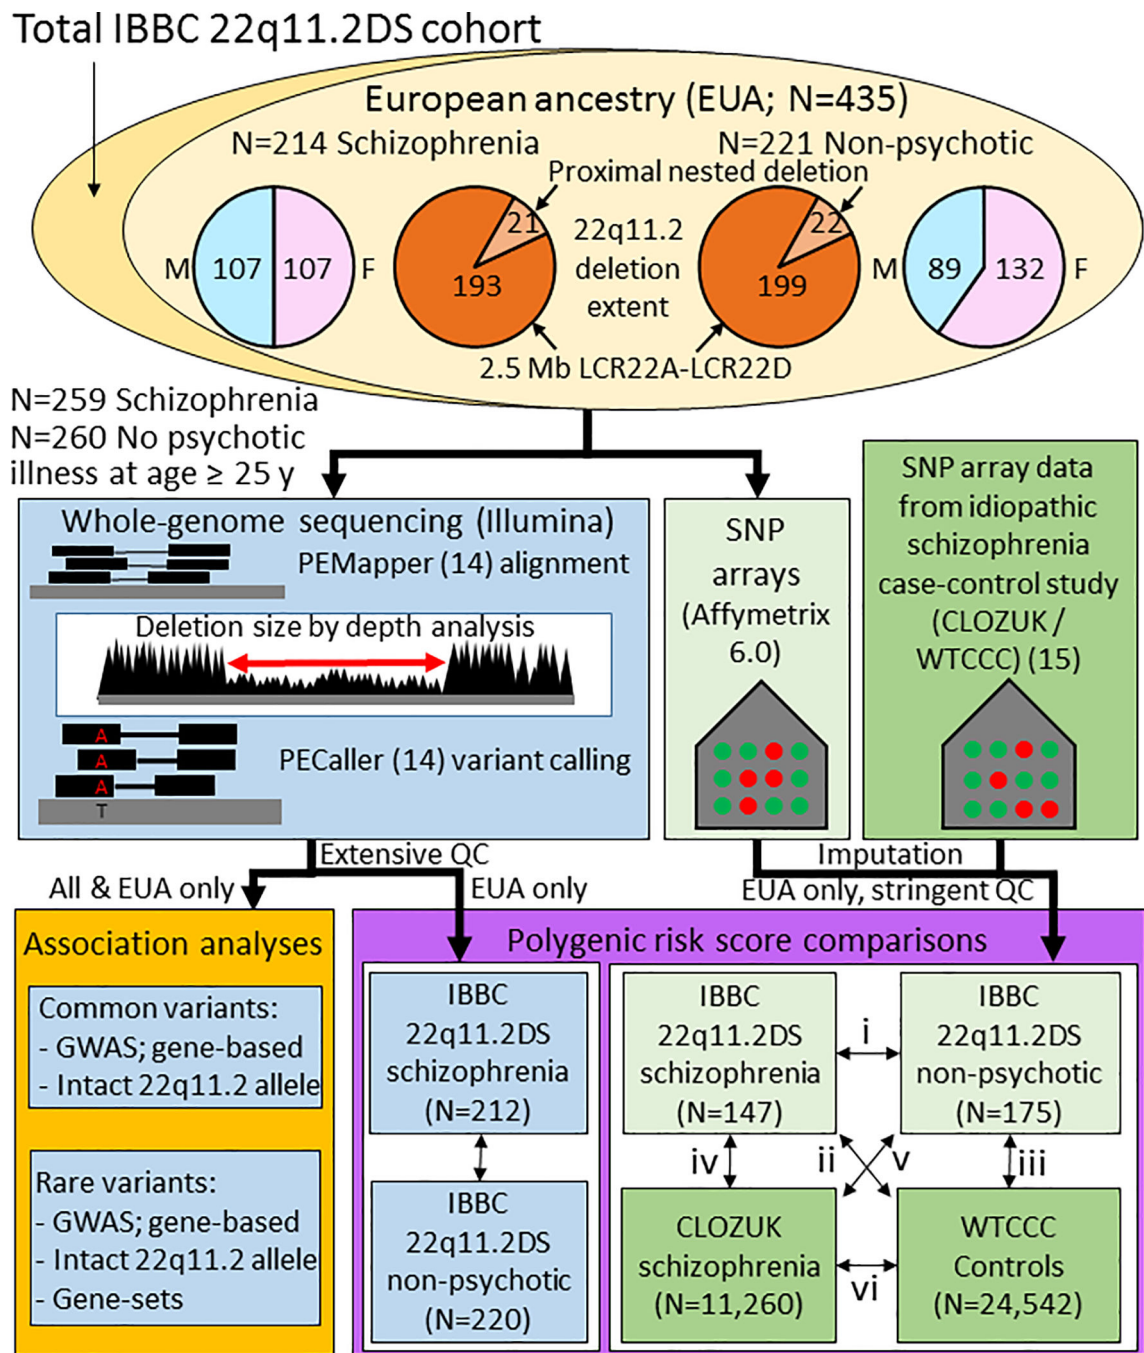 Total IBBC 22q11.2DS cohort
European ancestry (EUA; N=435)
N=214 Schizophrenia
N=221 Non-psychotic
Proximal nested deletion
M
107
107
F
21
193
22q11.2
deletion
extent
22
199
M
89
132
F
2.5 Mb LCR22A-LCR22D
N=259 Schizophrenia
N=260 No psychotic
illness at age ≥ 25 y
Whole-genome sequencing (Illumina)
PEMapper (14) alignment
Deletion size by depth analysis
A
A
A
T
PECaller (14) variant calling
SNP
arrays
(Affymetrix
6.0)
SNP array data
from idiopathic
schizophrenia
case-control study
(CLOZUK /
WTCCC) (15)
Extensive QC
All & EUA only
EUA only
Imputation
EUA only, stringent QC
Association analyses
Common variants:
- GWAS; gene-based
- Intact 22q11.2 allele
Rare variants:
- GWAS; gene-based
- Intact 22q11.2 allele
- Gene-sets
Polygenic risk score comparisons
IBBC
22q11.2DS
schizophrenia
(N=212)
IBBC
22q11.2DS
non-psychotic
(N=220)
IBBC
22q11.2DS
schizophrenia
(N=147)
i
IBBC
22q11.2DS
non-psychotic
(N=175)
iv
ii
v
iii
CLOZUK
schizophrenia
(N=11,260)
vi
WTCCC
Controls
(N=24,542)